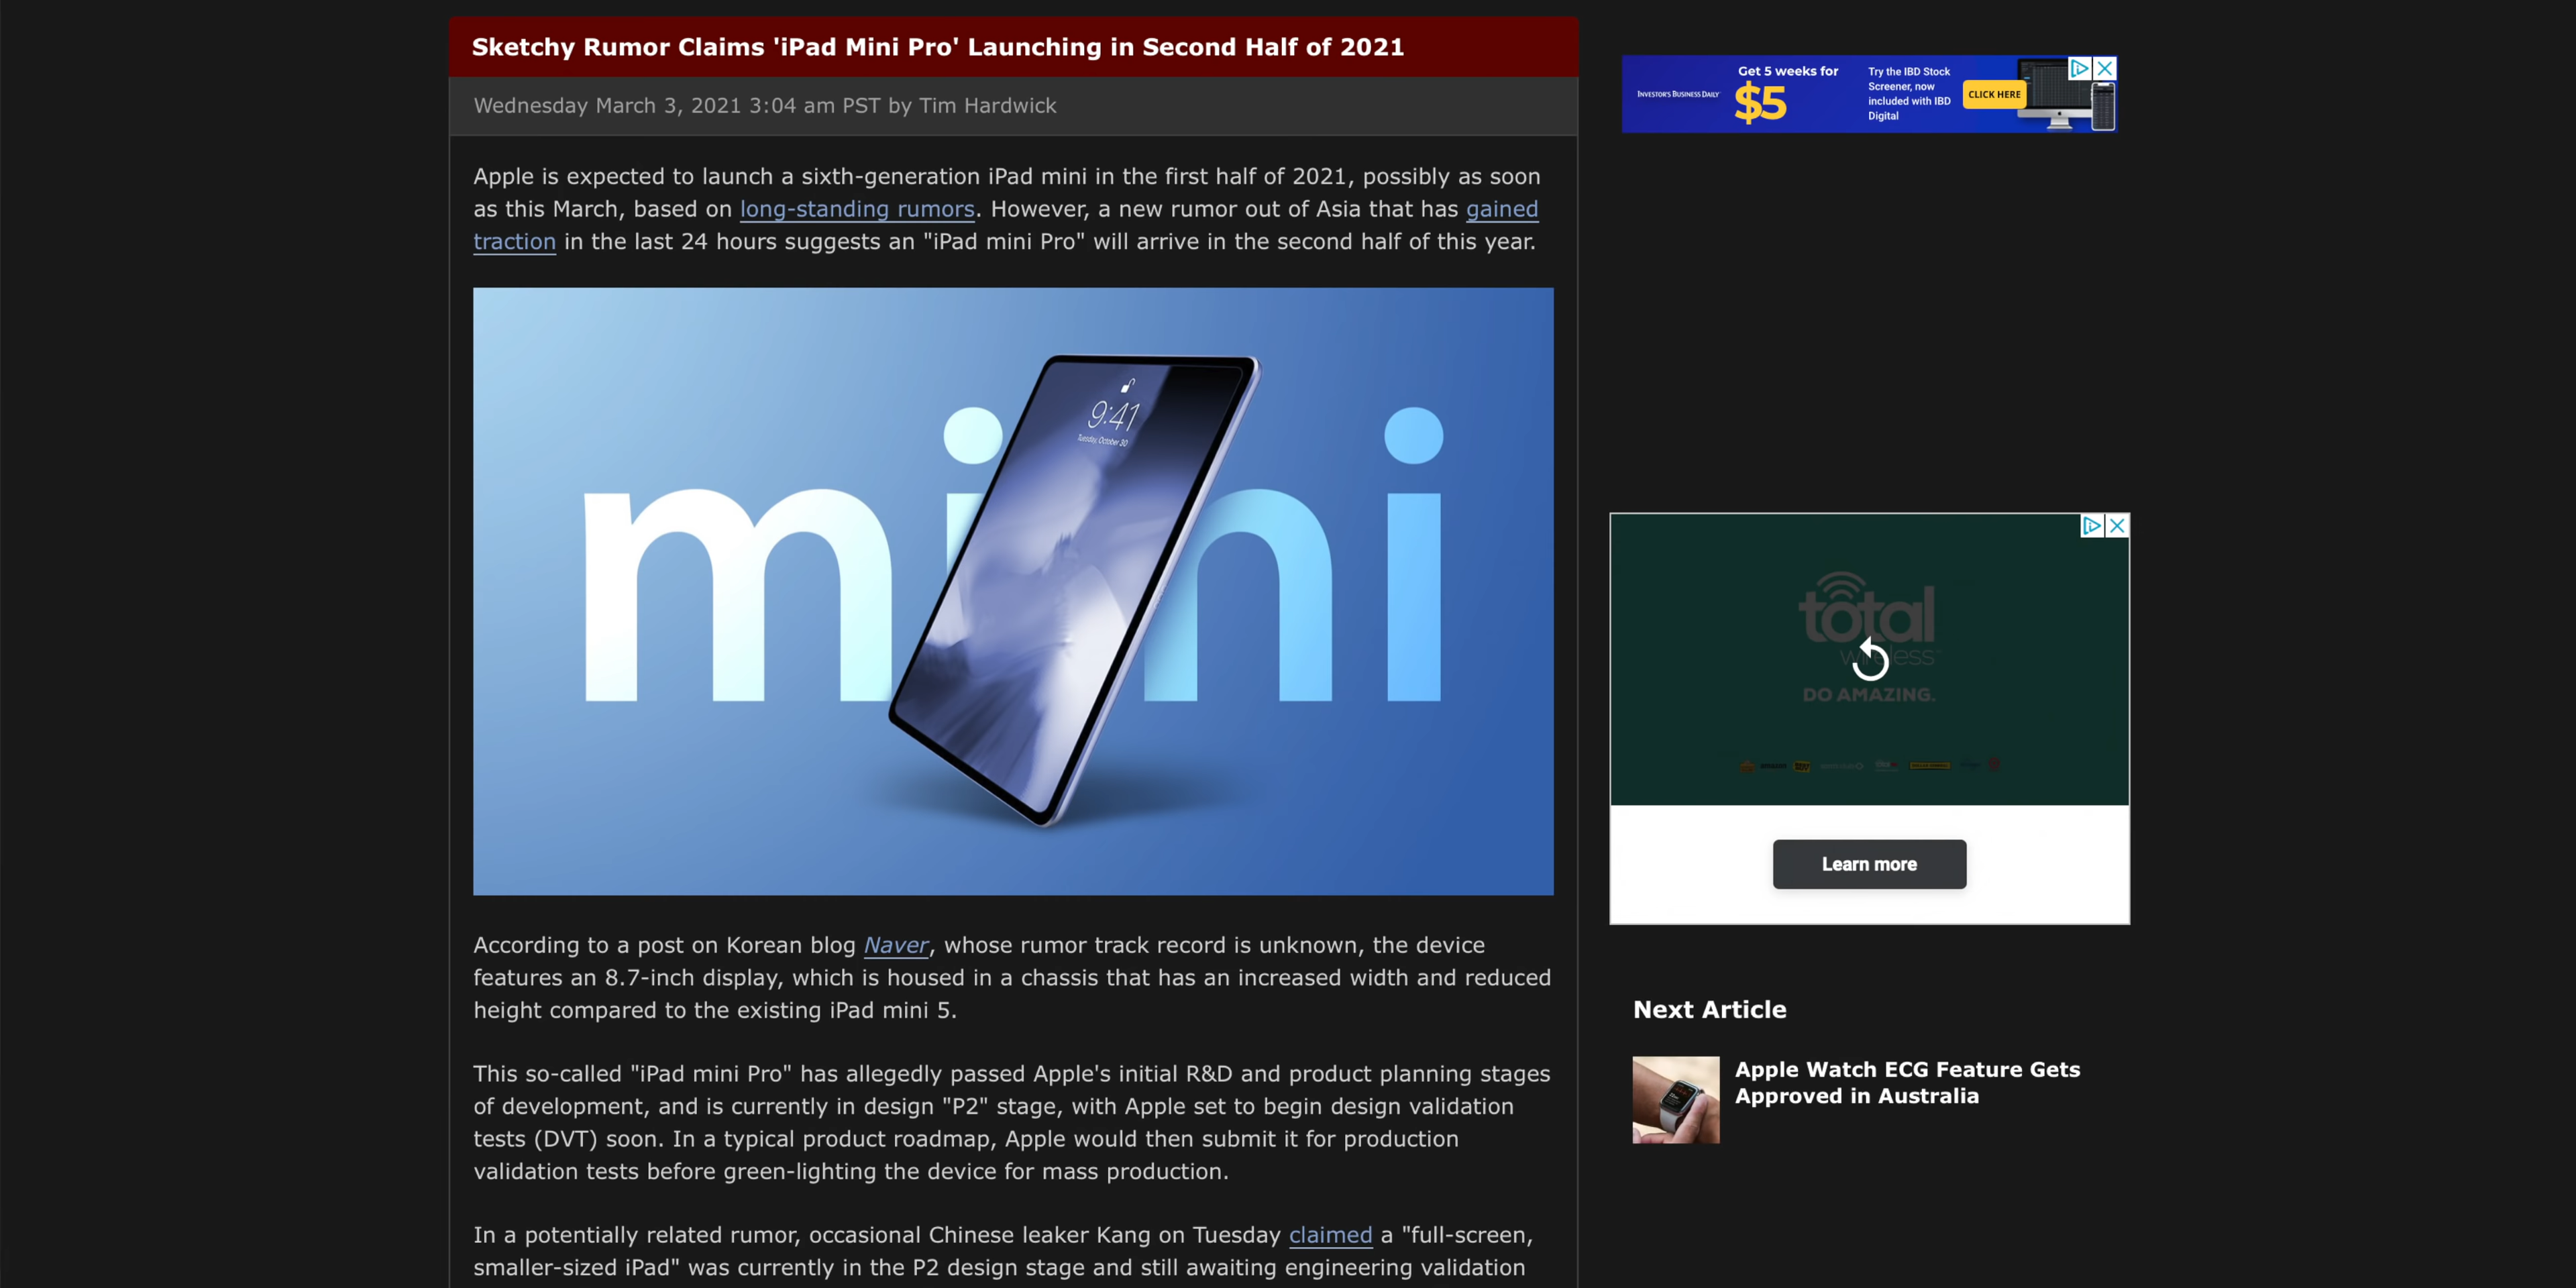 Sketchy Rumor Claims 'iPad Mini Pro' Launching in Second Half of 2021
Wednesday March 3, 2021 3:04 am PST by Tim Hardwick
Apple is expected to launch a sixth-generation iPad mini in the first half of 2021, possibly as soon
as this March, based on long-standing rumors. However, a new rumor out of Asia that has gained
traction in the last 24 hours suggests an "iPad mini Pro" will arrive in the second half of this year.
mini
9:41
Tuesday, October 30
According to a post on Korean blog Naver, whose rumor track record is unknown, the device
features an 8.7-inch display, which is housed in a chassis that has an increased width and reduced
height compared to the existing iPad mini 5.
This so-called "iPad mini Pro" has allegedly passed Apple's initial R&D and product planning stages
of development, and is currently in design "P2" stage, with Apple set to begin design validation
tests (DVT) soon. In a typical product roadmap, Apple would then submit it for production
validation tests before green-lighting the device for mass production.
In a potentially related rumor, occasional Chinese leaker Kang on Tuesday claimed a "full-screen,
smaller-sized iPad" was currently in the P2 design stage and still awaiting engineering validation
INVESTOR'S BUSINESS DAILY
Get 5 weeks for
$5
Try the IBD Stock
Screener, now
included with IBD
Digital
CLICK HERE
total
wireless
DO AMAZING.
amazon
Learn more
Next Article
Apple Watch ECG Feature Gets
Approved in Australia